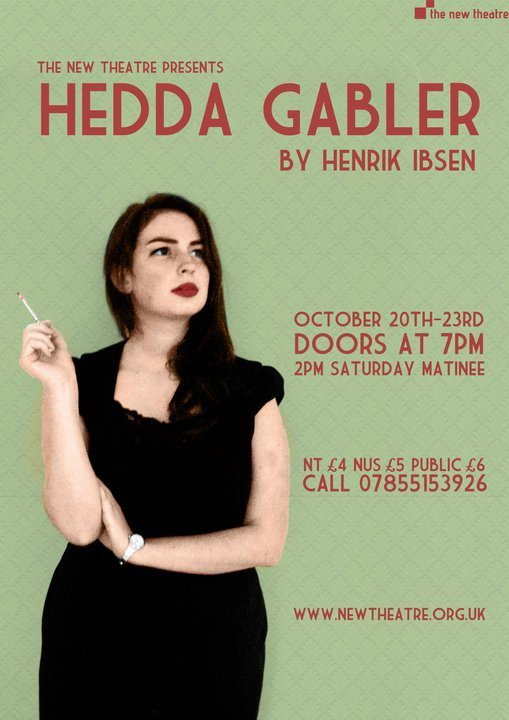 the new theatre
THE NEW THEATRE PRESENTS
HEDDA GABLER
BY HENRIK IBSEN
OCTOBER 20TH-23RD
DOORS AT 7PM
2PM SATURDAY MATINEE
NT £4 NUS £5 PUBLIC £6
CALL 07855153926
WWW.NEWTHEATRE.ORG.UK